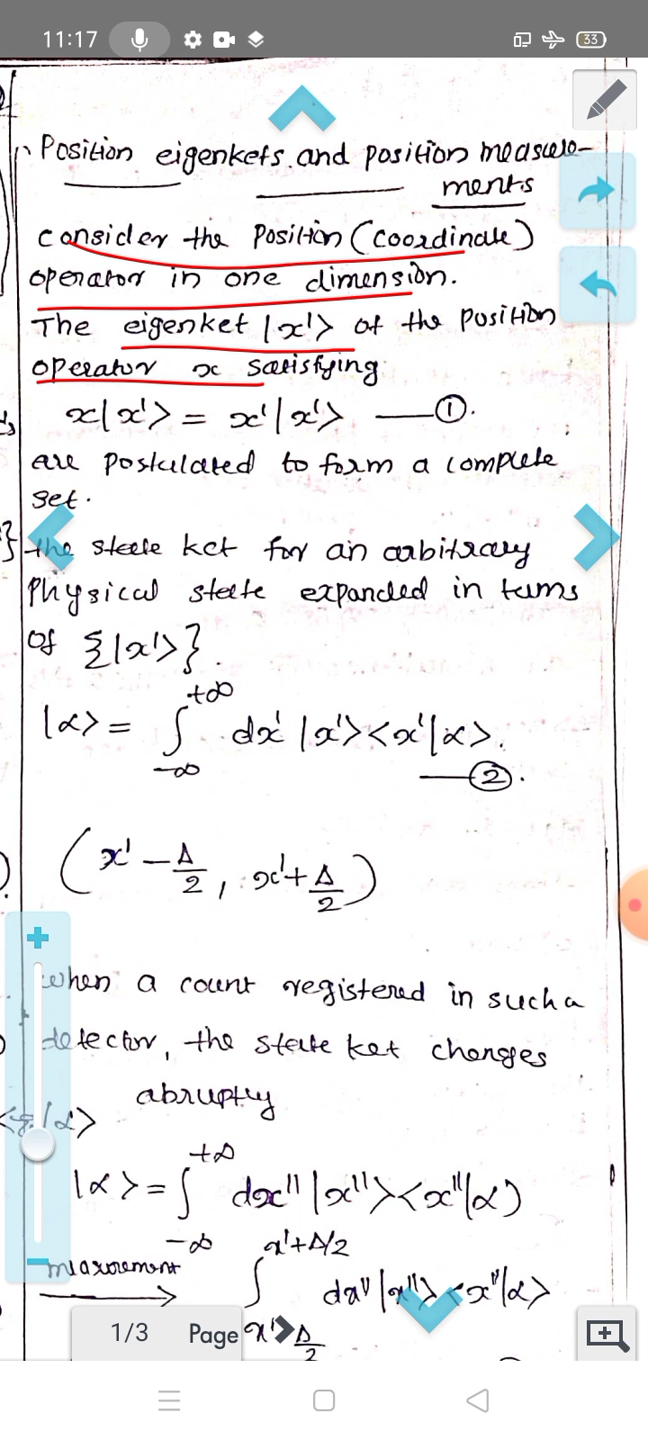 11:17
33
Position eigenkets and position measure-
ments
Consider the Position (coordinate)
operator in one dimension.
The eigenket |x'> of the position
operator x satisfying
x|x'> = x'|x'> —①.
are postulated to form a complete
set.
the state ket for an arbitrary
Physical state expanded in terms
of {|x'>}.
|α> = ∫_{-∞}^{+∞} dx' |x'><x'|α>.
—②.
(x' - Δ/2, x' + Δ/2)
When a count registered in such a
detector, the state ket changes
abruptly
|α> = ∫_{-∞}^{+∞} dx'' |x''><x''|α)
measurement → ∫_{x'-Δ/2}^{x'+Δ/2} dx'' |x''><x''|α>
1/3 Page